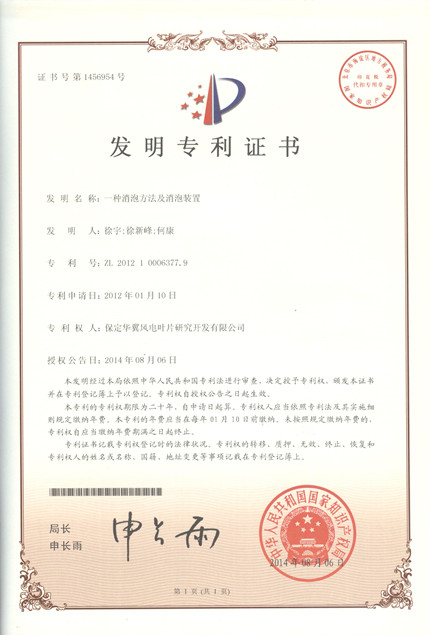 证书号第1456954号
发明专利证书
发明名称:一种消泡方法及消泡装置
发明人:徐宇;徐新峰;何康
专利号:ZL 2012 1 0006377.9
专利申请日:2012年01月10日
专利权人:保定华翼风电叶片研究开发有限公司
授权公告日:2014年08月06日
本发明经过本局依照中华人民共和国专利法进行审查,决定授予专利权,颁发本证书
并在专利登记簿上予以登记。专利权自授权公告之日起生效。
本专利的专利权期限为二十年,自申请日起算。专利权人应当依照专利法及其实施细
则规定缴纳年费。本专利的年费应当在每年01月10日前缴纳。未按照规定缴纳年费的,
专利权自应当缴纳年费期满之日起终止。
专利证书记载专利权登记时的法律状况。专利权的转移、质押、无效、终止、恢复和
专利权人的姓名或名称、国籍、地址变更等事项记载在专利登记簿上。
局长
申长雨
申长雨
中华人民共和国国家知识产权局
2014年08月06日
第1页(共1页)